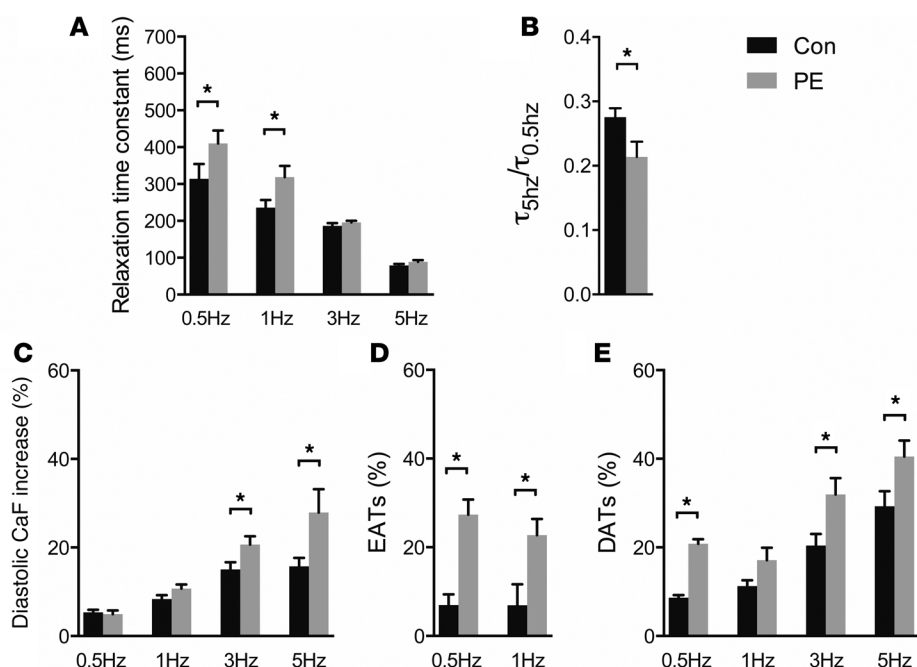 A
Relaxation time constant (ms)
700
600
500
400
300
200
100
0
*
*
0.5Hz 1Hz 3Hz 5Hz
B
τ5hz/τ0.5hz
0.4
0.3
0.2
0.1
0.0
*
Con
PE
C
Diastolic CaF increase (%)
60
40
20
0
*
*
0.5Hz 1Hz 3Hz 5Hz
D
EATs (%)
60
40
20
0
*
*
0.5Hz 1Hz
E
DATs (%)
60
40
20
0
*
*
*
0.5Hz 1Hz 3Hz 5Hz